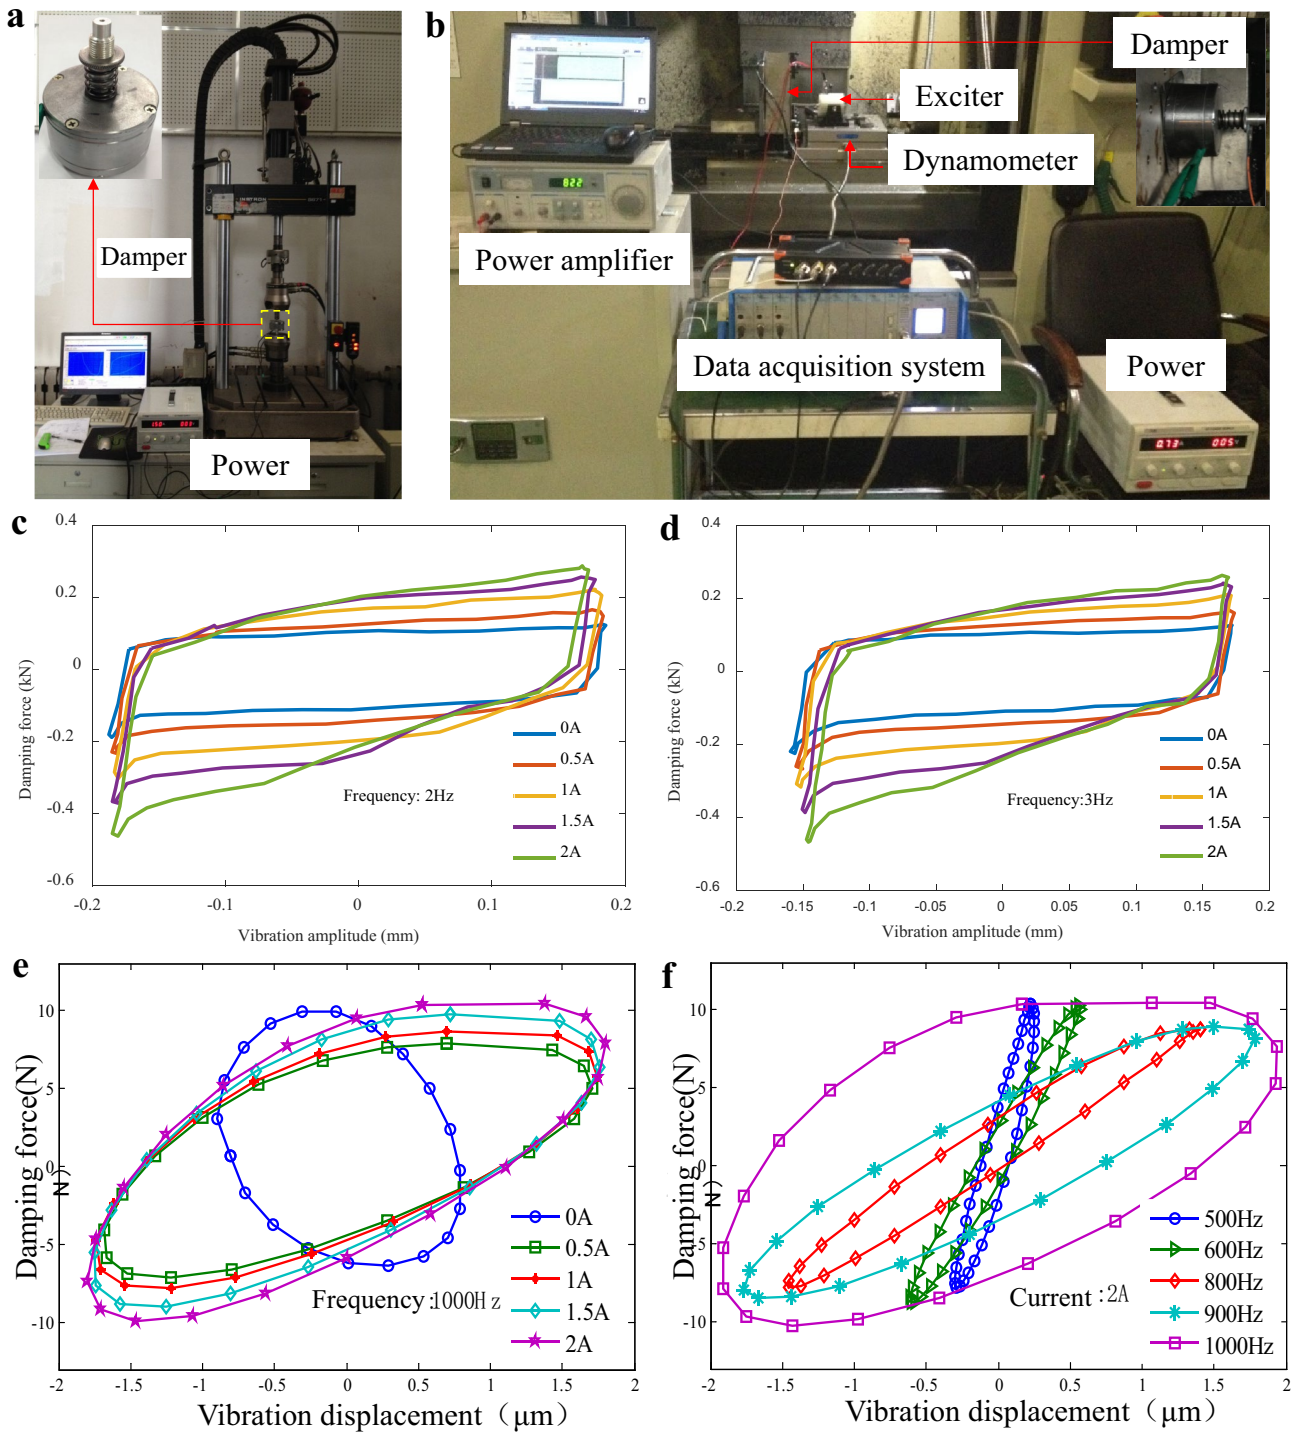 a
Damper
Power
b
Damper
Exciter
Dynamometer
822
Power amplifier
Data acquisition system
Power
c
0.4
0.2
0
-0.2
-0.4
-0.6
-0.2
-0.1
0
0.1
0.2
Damping force (kN)
Vibration amplitude (mm)
Frequency: 2Hz
0A
0.5A
1A
1.5A
2A
d
0.4
0.2
0
-0.2
-0.4
-0.6
-0.2
-0.15
-0.1
-0.05
0
0.05
0.1
0.15
0.2
Damping force (kN)
Vibration amplitude (mm)
Frequency:3Hz
0A
0.5A
1A
1.5A
2A
e
10
5
0
-5
-10
-2
-1.5
-1
-0.5
0
0.5
1
1.5
2
Damping force(N)
N)
Vibration displacement（μm）
Frequency:1000Hz
0A
0.5A
1A
1.5A
2A
f
10
5
0
-5
-10
-2
-1.5
-1
-0.5
0
0.5
1
1.5
2
Damping force(N)
N)
Vibration displacement（μm）
Current:2A
500Hz
600Hz
800Hz
900Hz
1000Hz